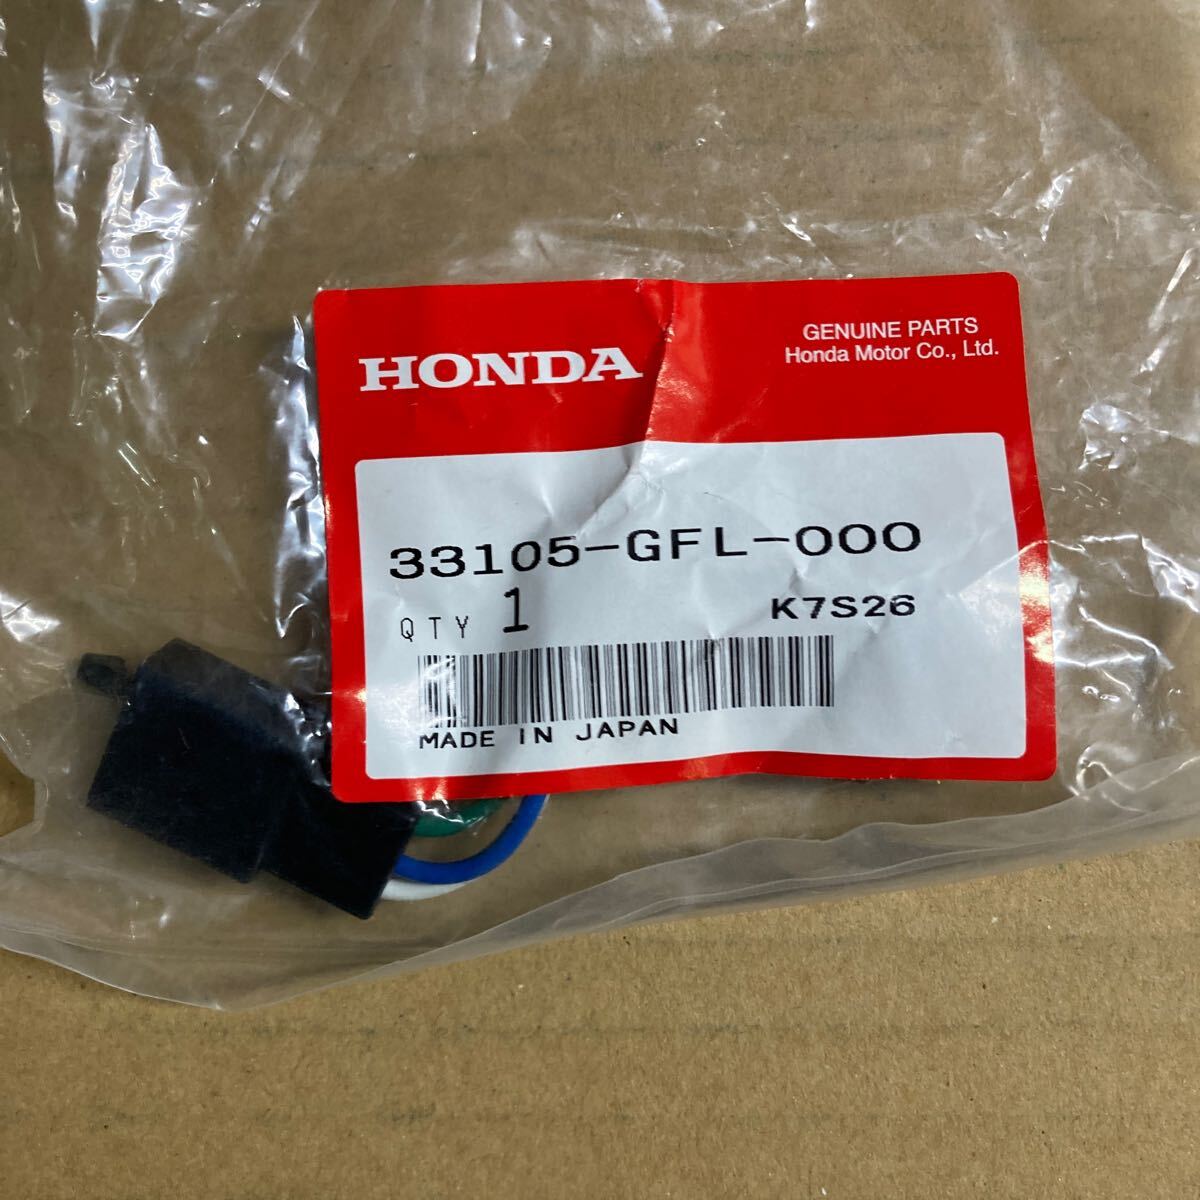 HONDA
GENUINE PARTS
Honda Motor Co., Ltd.
33105-GFL-000
QTY 1 K7S26
MADE IN JAPAN